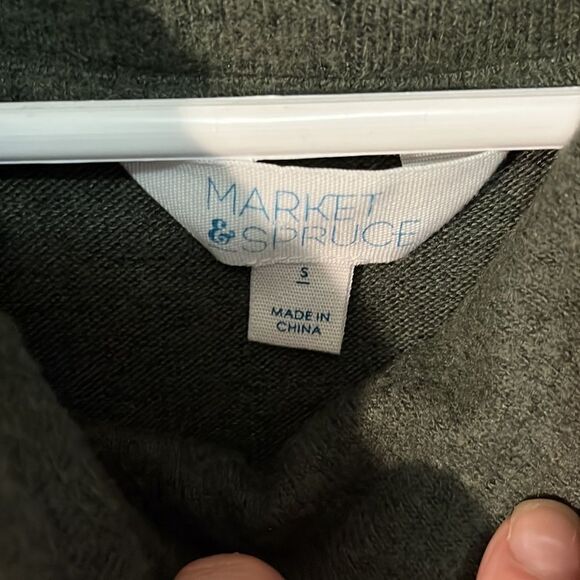 MARKET
& SPRUCE
S
MADE IN
CHINA